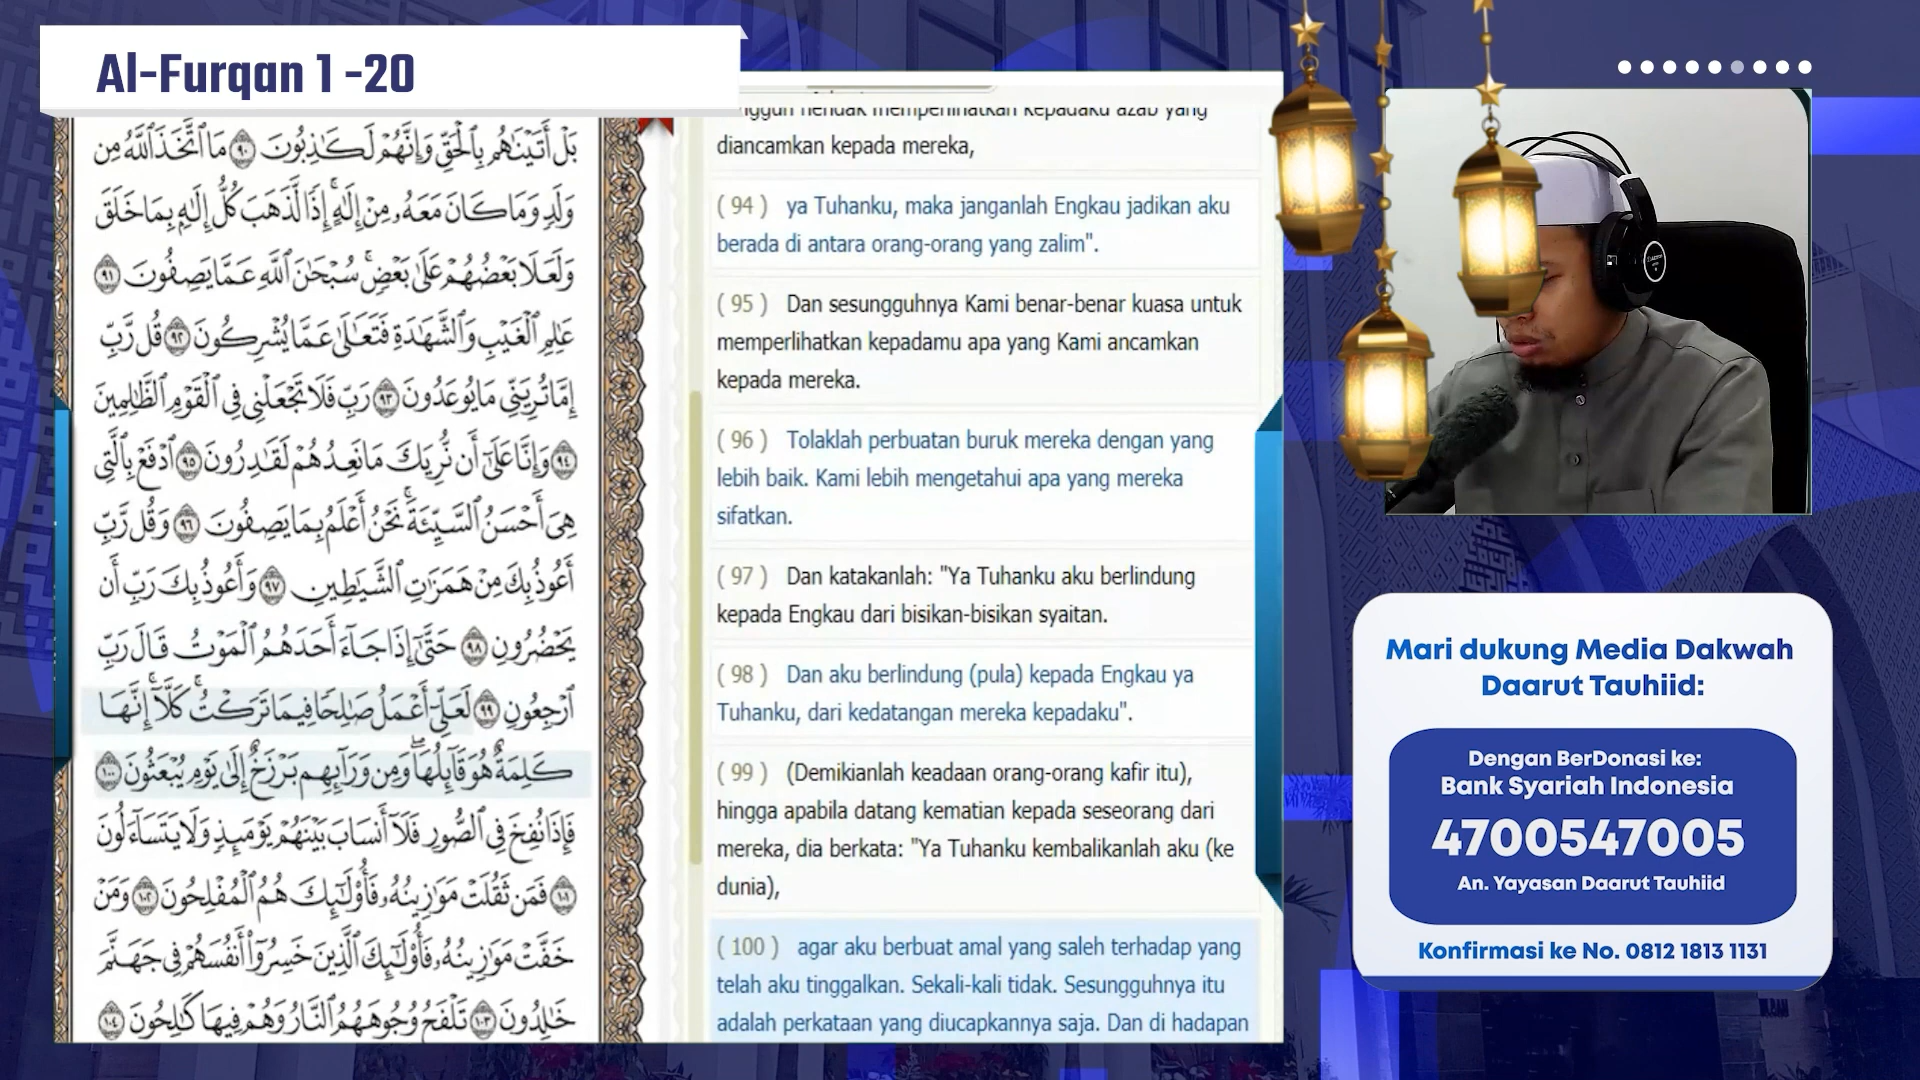 Al-Furqan 1 -20
بَلْ أَتَيْنَٰهُم بِٱلْحَقِّ وَإِنَّهُمْ لَكَٰذِبُونَ ٩٠ مَا ٱتَّخَذَ ٱللَّهُ مِن
وَلَدٍ وَمَا كَانَ مَعَهُۥ مِنْ إِلَٰهٍ إِذًا لَّذَهَبَ كُلُّ إِلَٰهٍۭ بِمَا خَلَقَ
وَلَعَلَا بَعْضُهُمْ عَلَىٰ بَعْضٍ سُبْحَٰنَ ٱللَّهِ عَمَّا يَصِفُونَ ٩١
عَٰلِمِ ٱلْغَيْبِ وَٱلشَّهَٰدَةِ فَتَعَٰلَىٰ عَمَّا يُشْرِكُونَ ٩٢ قُل رَّبِّ
إِمَّا تُرِيَنِّى مَا يُوعَدُونَ ٩٣ رَبِّ فَلَا تَجْعَلْنِى فِى ٱلْقَوْمِ ٱلظَّٰلِمِينَ
٩٤ وَإِنَّا عَلَىٰٓ أَن نُّرِيَكَ مَا نَعِدُهُمْ لَقَٰدِرُونَ ٩٥ ٱدْفَعْ بِٱلَّتِى
هِىَ أَحْسَنُ ٱلسَّيِّئَةَ ۚ نَحْنُ أَعْلَمُ بِمَا يَصِفُونَ ٩٦ وَقُل رَّبِّ
أَعُوذُ بِكَ مِنْ هَمَزَٰتِ ٱلشَّيَٰطِينِ ٩٧ وَأَعُوذُ بِكَ رَبِّ أَن
يَحْضُرُونِ ٩٨ حَتَّىٰٓ إِذَا جَآءَ أَحَدَهُمُ ٱلْمَوْتُ قَالَ رَبِّ
ٱرْجِعُونِ ٩٩ لَعَلِّىٓ أَعْمَلُ صَٰلِحًا فِيمَا تَرَكْتُ ۚ كَلَّآ ۚ إِنَّهَا
كَلِمَةٌ هُوَ قَآئِلُهَا ۖ وَمِن وَرَآئِهِم بَرْزَخٌ إِلَىٰ يَوْمِ يُبْعَثُونَ ١٠٠
فَإِذَا نُفِخَ فِى ٱلصُّورِ فَلَآ أَنسَابَ بَيْنَهُمْ يَوْمَئِذٍ وَلَا يَتَسَآءَلُونَ
١٠١ فَمَن ثَقُلَتْ مَوَٰزِينُهُۥ فَأُو۟لَٰٓئِكَ هُمُ ٱلْمُفْلِحُونَ ١٠٢ وَمَنْ
خَفَّتْ مَوَٰزِينُهُۥ فَأُو۟لَٰٓئِكَ ٱلَّذِينَ خَسِرُوٓا۟ أَنفُسَهُمْ فِى جَهَنَّمَ
خَٰلِدُونَ ١٠٣ تَلْفَحُ وُجُوهَهُمُ ٱلنَّارُ وَهُمْ فِيهَا كَٰلِحُونَ ١٠٤
hendak memperlihatkan kepadaku azab yang
diancamkan kepada mereka,
( 94 ) ya Tuhanku, maka janganlah Engkau jadikan aku
berada di antara orang-orang yang zalim".
( 95 ) Dan sesungguhnya Kami benar-benar kuasa untuk
memperlihatkan kepadamu apa yang Kami ancamkan
kepada mereka.
( 96 ) Tolaklah perbuatan buruk mereka dengan yang
lebih baik. Kami lebih mengetahui apa yang mereka
sifatkan.
( 97 ) Dan katakanlah: "Ya Tuhanku aku berlindung
kepada Engkau dari bisikan-bisikan syaitan.
( 98 ) Dan aku berlindung (pula) kepada Engkau ya
Tuhanku, dari kedatangan mereka kepadaku".
( 99 ) (Demikianlah keadaan orang-orang kafir itu),
hingga apabila datang kematian kepada seseorang dari
mereka, dia berkata: "Ya Tuhanku kembalikanlah aku (ke
dunia),
( 100 ) agar aku berbuat amal yang saleh terhadap yang
telah aku tinggalkan. Sekali-kali tidak. Sesungguhnya itu
adalah perkataan yang diucapkannya saja. Dan di hadapan
Mari dukung Media Dakwah
Daarut Tauhiid:
Dengan BerDonasi ke:
Bank Syariah Indonesia
4700547005
An. Yayasan Daarut Tauhiid
Konfirmasi ke No. 0812 1813 1131